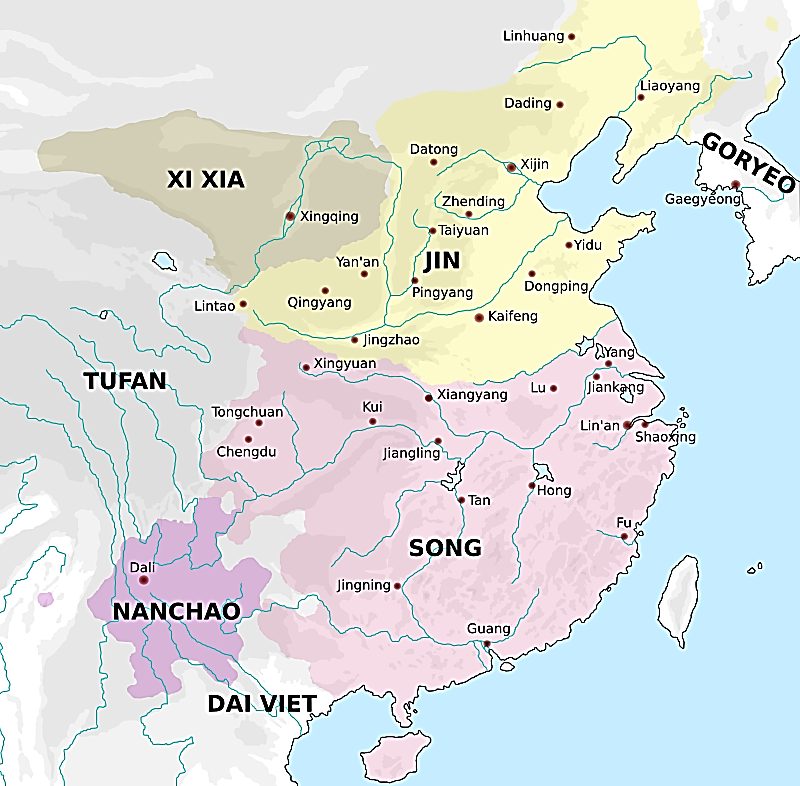 Linhuang
Liaoyang
Dading
GORYEO
Datong
Xijin
XI XIA
Gaegyeong
Zhending
Xingqing
Taiyuan
Yidu
Yan'an
JIN
Dongping
Qingyang
Pingyang
Lintao
Kaifeng
Jingzhao
Yang
Xingyuan
TUFAN
Lu
Jiankang
Xiangyang
Kui
Tongchuan
Lin'an
Shaoxing
Chengdu
Jiangling
Hong
Tan
Fu
SONG
Dali
Jingning
NANCHAO
Guang
DAI VIET